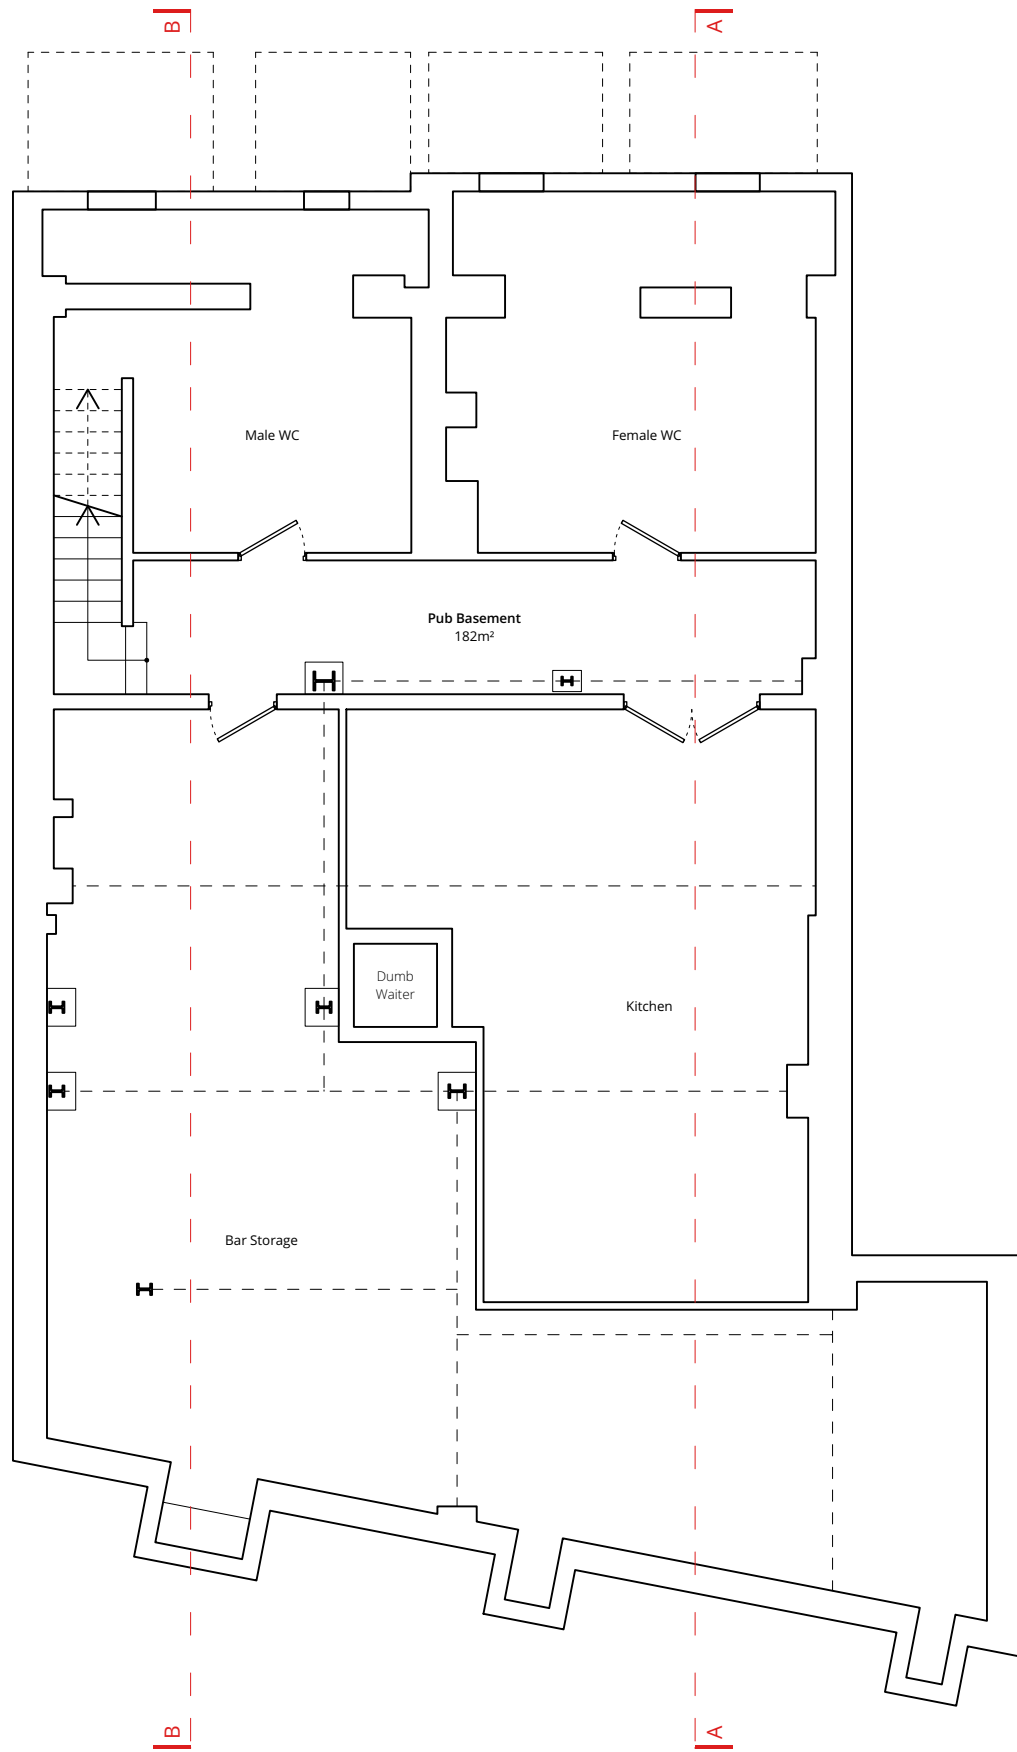 B
A
Male WC
Female WC
Pub Basement
182m²
Dumb
Waiter
Kitchen
Bar Storage
B
A